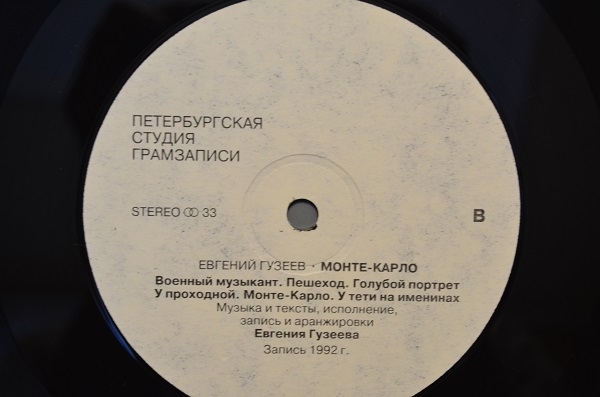 ПЕТЕРБУРГСКАЯ
СТУДИЯ
ГРАМЗАПИСИ
STEREO 33
В
ЕВГЕНИЙ ГУЗЕЕВ · МОНТЕ-КАРЛО
Военный музыкант. Пешеход. Голубой портрет
У проходной. Монте-Карло. У тети на именинах
Музыка и тексты, исполнение,
запись и аранжировки
Евгения Гузеева
Запись 1992 г.